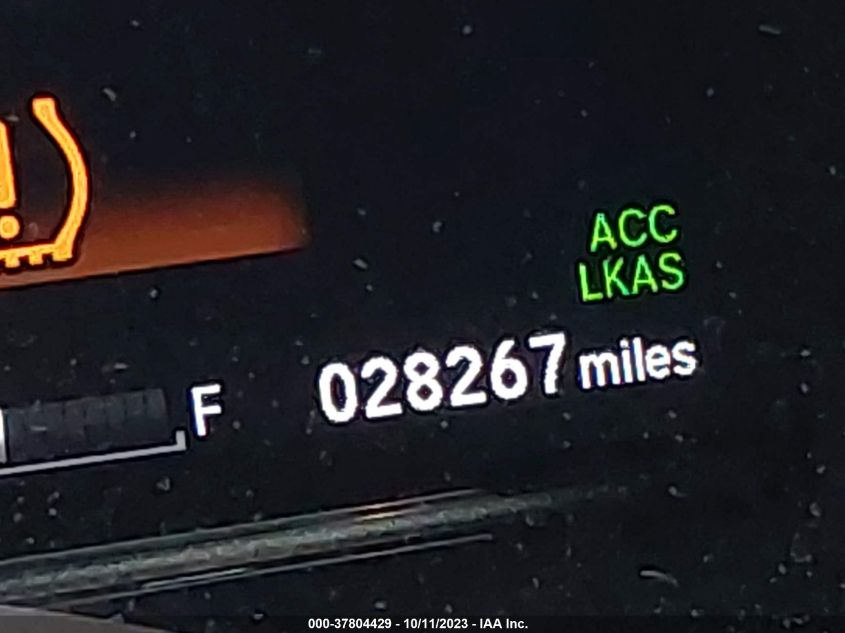 ACC
LKAS
028267 miles
F
000-37804429 - 10/11/2023 - IAA Inc.